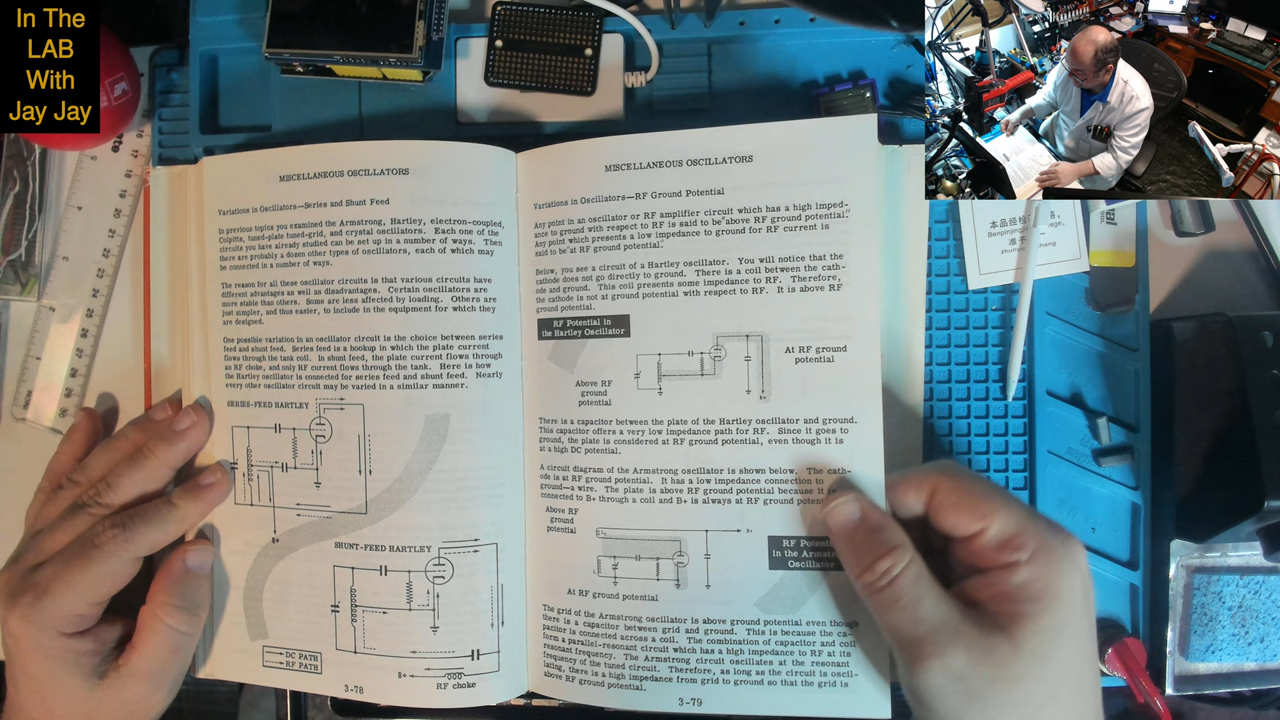 In The
LAB
With
Jay Jay
MISCELLANEOUS OSCILLATORS
Variations in Oscillators—Series and Shunt Feed
In previous topics you examined the Armstrong, Hartley, electron-coupled,
Colpitts, tuned-plate tuned-grid, and crystal oscillators. Each one of the
circuits you have already studied can be set up in a number of ways. Then
there are probably a dozen other types of oscillators, each of which may
be connected in a number of ways.
The reason for all these oscillator circuits is that various circuits have
different advantages as well as disadvantages. Certain oscillators are
more stable than others. Some are less affected by loading. Others are
just simpler, and thus easier, to include in the equipment for which they
are designed.
One possible variation in an oscillator circuit is the choice between series
feed and shunt feed. Series feed is a hookup in which the plate current
flows through the tank coil. In shunt feed, the plate current flows through
an RF choke, and only RF current flows through the tank. Here is how
the Hartley oscillator is connected for series feed and shunt feed. Nearly
every other oscillator circuit may be varied in a similar manner.
SERIES-FEED HARTLEY
B+
SHUNT-FEED HARTLEY
DC PATH
RF PATH
B+
RF choke
3-78
MISCELLANEOUS OSCILLATORS
Variations in Oscillators—RF Ground Potential
Any point in an oscillator or RF amplifier circuit which has a high imped-
ance to ground with respect to RF is said to be "above RF ground potential."
Any point which presents a low impedance to ground for RF current is
said to be "at RF ground potential."
Below, you see a circuit of a Hartley oscillator. You will notice that the
cathode does not go directly to ground. There is a coil between the cath-
ode and ground. This coil presents some impedance to RF. Therefore,
the cathode is not at ground potential with respect to RF. It is above RF
ground potential.
RF Potential in
the Hartley Oscillator
At RF ground
potential
Above RF
ground
potential
B+
There is a capacitor between the plate of the Hartley oscillator and ground.
This capacitor offers a very low impedance path for RF. Since it goes to
ground, the plate is considered at RF ground potential, even though it is
at a high DC potential.
A circuit diagram of the Armstrong oscillator is shown below. The cath-
ode is at RF ground potential. It has a low impedance connection to
ground—a wire. The plate is above RF ground potential because it
connected to B+ through a coil and B+ is always at RF ground
Above RF
ground
potential
B+
RF
in the
Oscillator
At RF ground potential
The grid of the Armstrong oscillator is above ground potential even though
there is a capacitor between grid and ground. This is because the ca-
pacitor is connected across a coil. The combination of capacitor and coil
form a parallel-resonant circuit which has a high impedance to RF at its
resonant frequency. The Armstrong circuit oscillates at the resonant
frequency of the tuned circuit. Therefore, as long as the circuit is oscil-
lating, there is a high impedance from grid to ground so that the grid is
above RF ground potential.
3-79